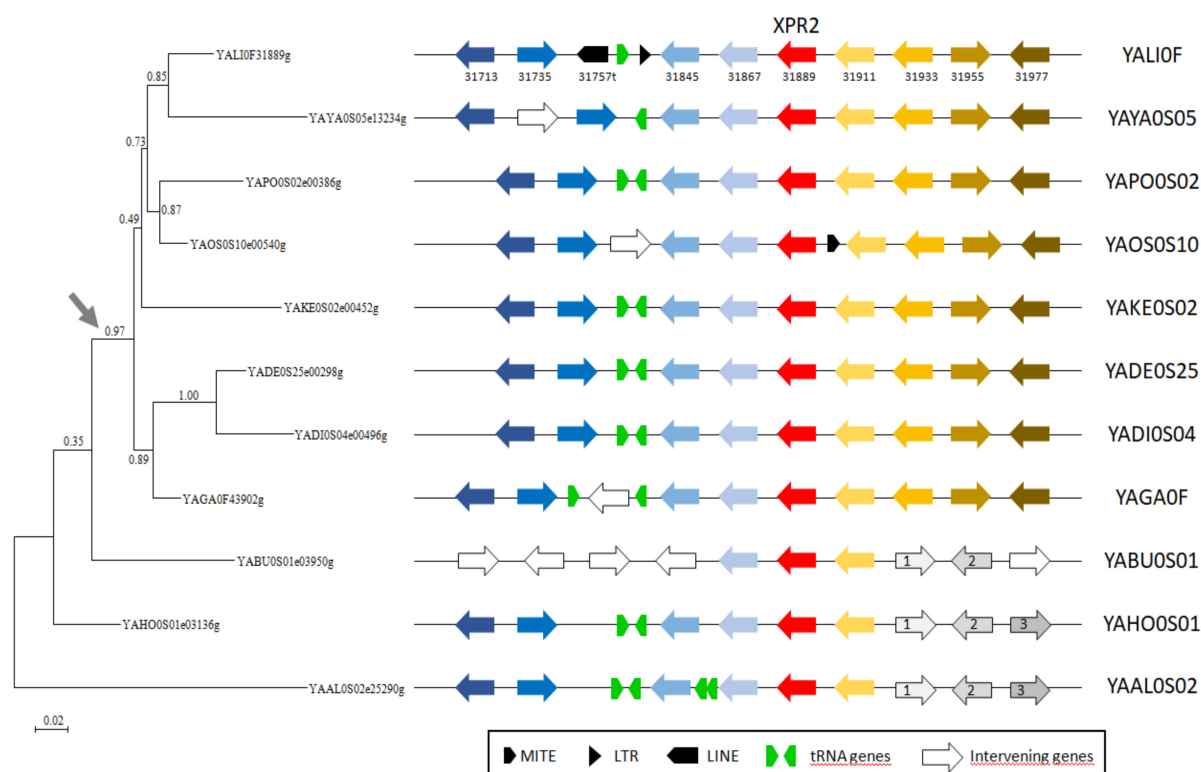 XPR2
YALI0F31889g
YALI0F
0.85
31713 31735 31757t 31845 31867 31889 31911 31933 31955 31977
YAYA0S05e13234g
YAYA0S05
0.73
YAPO0S02e00386g
YAPO0S02
0.49
0.87
YAOS0S10e00540g
YAOS0S10
YAKE0S02e00452g
YAKE0S02
0.97
YADE0S25e00298g
YADE0S25
1.00
YADI0S04e00496g
YADI0S04
0.35
0.89
YAGA0F43902g
YAGA0F
YABU0S01e03950g
1 2
YABU0S01
YAHO0S01e03136g
1 2 3
YAHO0S01
YAAL0S02e25290g
1 2 3
YAAL0S02
0.02
MITE LTR LINE tRNA genes Intervening genes